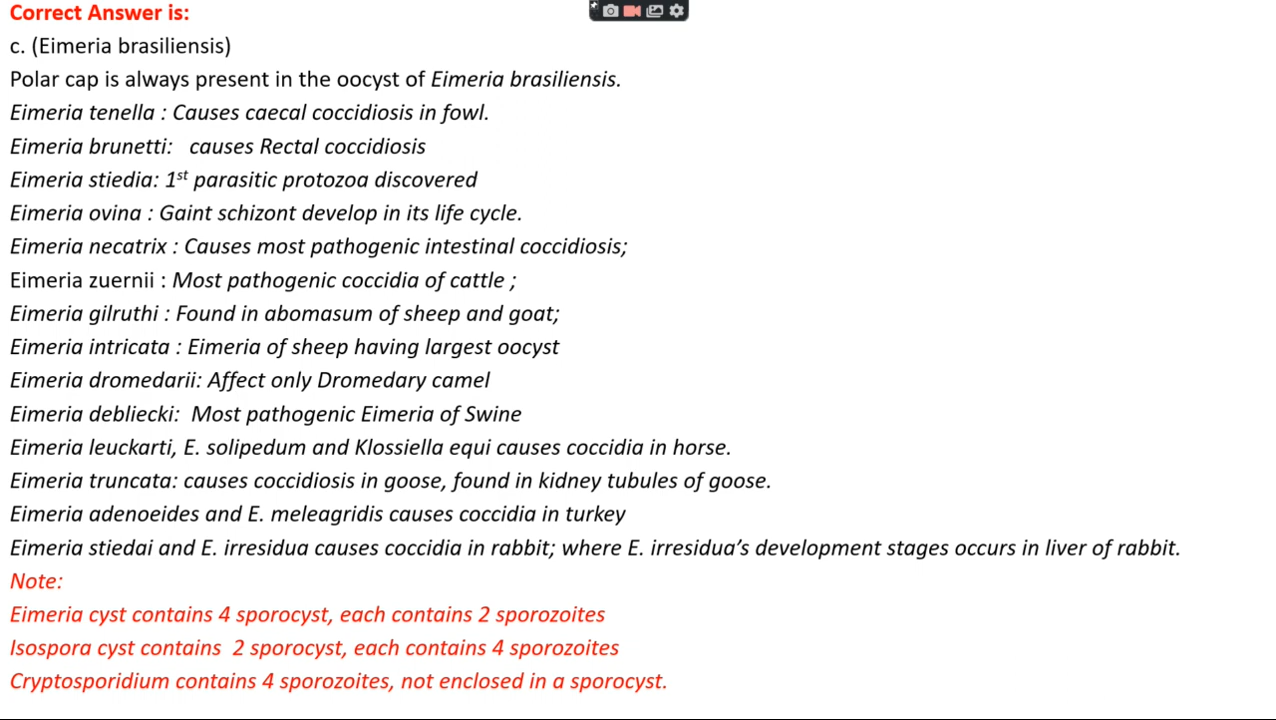 Correct Answer is:
c. (Eimeria brasiliensis)
Polar cap is always present in the oocyst of Eimeria brasiliensis.
Eimeria tenella : Causes caecal coccidiosis in fowl.
Eimeria brunetti:   causes Rectal coccidiosis
Eimeria stiedia: 1st parasitic protozoa discovered
Eimeria ovina : Gaint schizont develop in its life cycle.
Eimeria necatrix : Causes most pathogenic intestinal coccidiosis;
Eimeria zuernii : Most pathogenic coccidia of cattle ;
Eimeria gilruthi : Found in abomasum of sheep and goat;
Eimeria intricata : Eimeria of sheep having largest oocyst
Eimeria dromedarii: Affect only Dromedary camel
Eimeria debliecki:  Most pathogenic Eimeria of Swine
Eimeria leuckarti, E. solipedum and Klossiella equi causes coccidia in horse.
Eimeria truncata: causes coccidiosis in goose, found in kidney tubules of goose.
Eimeria adenoeides and E. meleagridis causes coccidia in turkey
Eimeria stiedai and E. irresidua causes coccidia in rabbit; where E. irresidua’s development stages occurs in liver of rabbit.
Note:
Eimeria cyst contains 4 sporocyst, each contains 2 sporozoites
Isospora cyst contains  2 sporocyst, each contains 4 sporozoites
Cryptosporidium contains 4 sporozoites, not enclosed in a sporocyst.